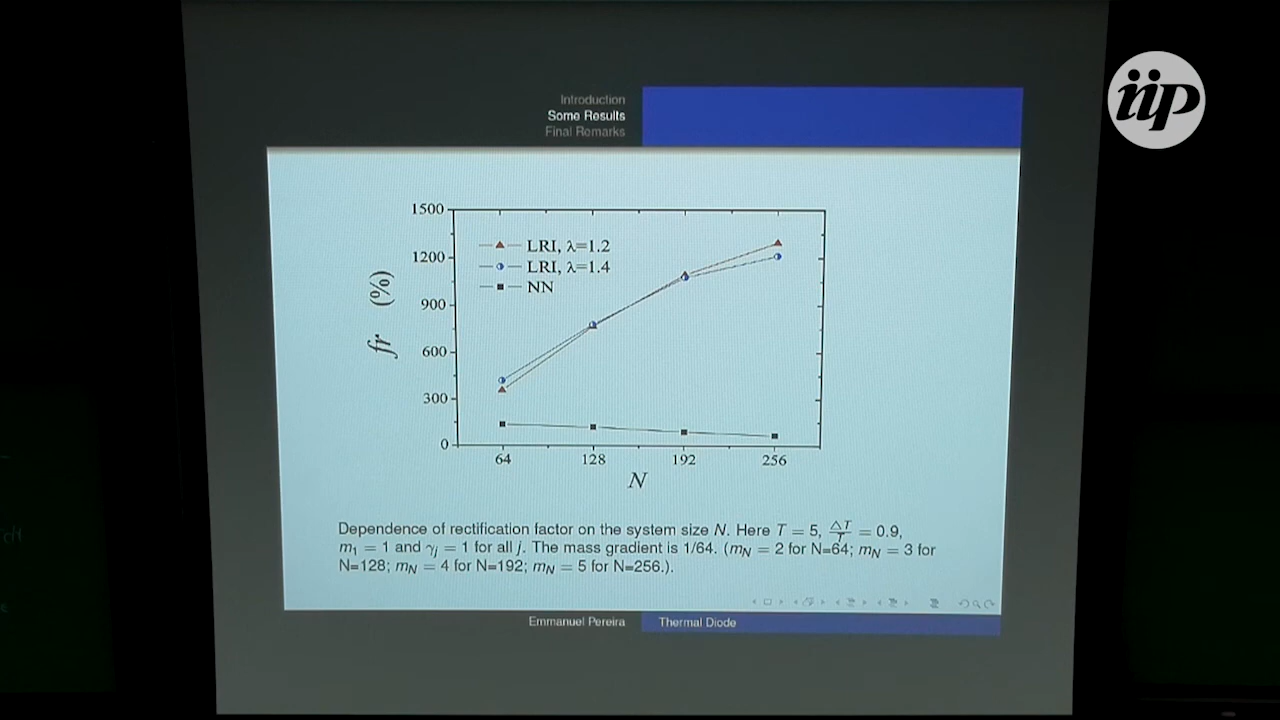 iip
Introduction
Some Results
Final Remarks
1500
1200
900
600
300
0
fr (%)
LRI, λ=1.2
LRI, λ=1.4
NN
64 128 192 256
N
Dependence of rectification factor on the system size N. Here T = 5, ΔT/T = 0.9,
m₁ = 1 and γⱼ = 1 for all j. The mass gradient is 1/64. (m_N = 2 for N=64; m_N = 3 for
N=128; m_N = 4 for N=192; m_N = 5 for N=256.).
Emmanuel Pereira Thermal Diode